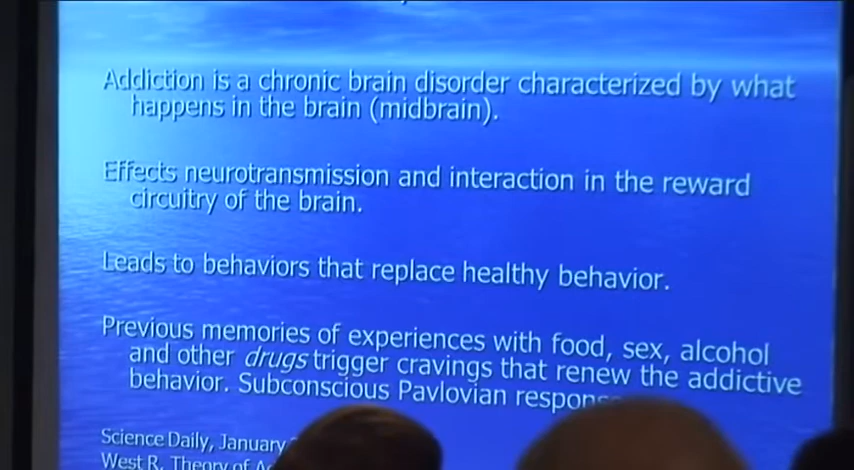 Addiction is a chronic brain disorder characterized by what
happens in the brain (midbrain).
Effects neurotransmission and interaction in the reward
circuitry of the brain.
Leads to behaviors that replace healthy behavior.
Previous memories of experiences with food, sex, alcohol
and other drugs trigger cravings that renew the addictive
behavior. Subconscious Pavlovian
Science Daily, January
West R. Theory of